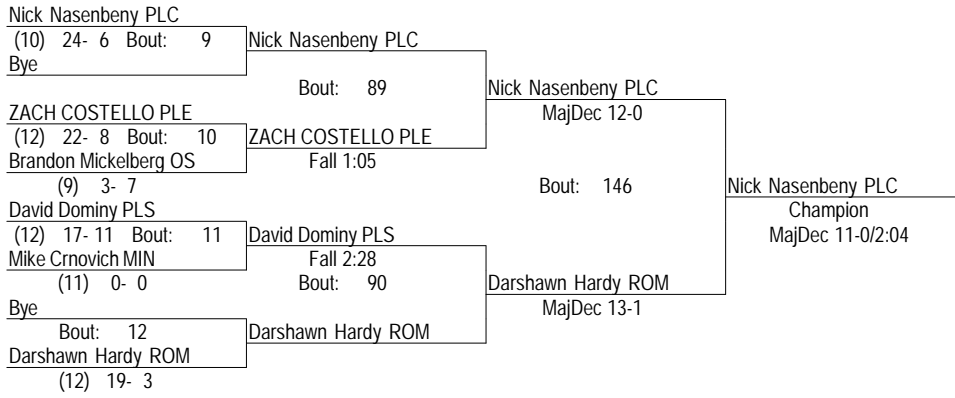 Nick Nasenbeny PLC
(10) 24- 6 Bout: 9 Nick Nasenbeny PLC
Bye
Bout: 89 Nick Nasenbeny PLC
ZACH COSTELLO PLE MajDec 12-0
(12) 22- 8 Bout: 10 ZACH COSTELLO PLE
Brandon Mickelberg OS Fall 1:05
(9) 3- 7 Bout: 146 Nick Nasenbeny PLC
David Dominy PLS Champion
(12) 17- 11 Bout: 11 David Dominy PLS MajDec 11-0/2:04
Mike Crnovich MIN Fall 2:28
(11) 0- 0 Bout: 90 Darshawn Hardy ROM
Bye MajDec 13-1
Bout: 12 Darshawn Hardy ROM
Darshawn Hardy ROM
(12) 19- 3